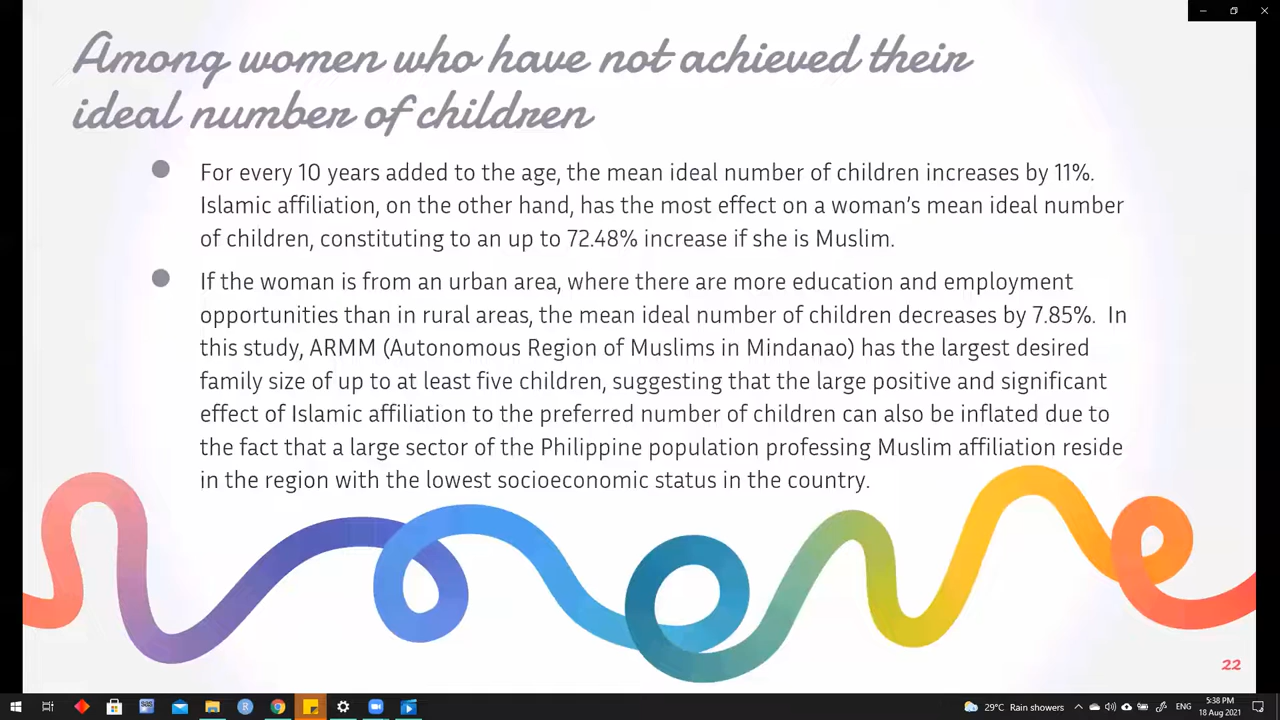 Among women who have not achieved their
ideal number of children
For every 10 years added to the age, the mean ideal number of children increases by 11%.
Islamic affiliation, on the other hand, has the most effect on a woman's mean ideal number
of children, constituting to an up to 72.48% increase if she is Muslim.
If the woman is from an urban area, where there are more education and employment
opportunities than in rural areas, the mean ideal number of children decreases by 7.85%. In
this study, ARMM (Autonomous Region of Muslims in Mindanao) has the largest desired
family size of up to at least five children, suggesting that the large positive and significant
effect of Islamic affiliation to the preferred number of children can also be inflated due to
the fact that a large sector of the Philippine population professing Muslim affiliation reside
in the region with the lowest socioeconomic status in the country.
22
29°C Rain showers
ENG
5:38 PM
18 Aug 2021